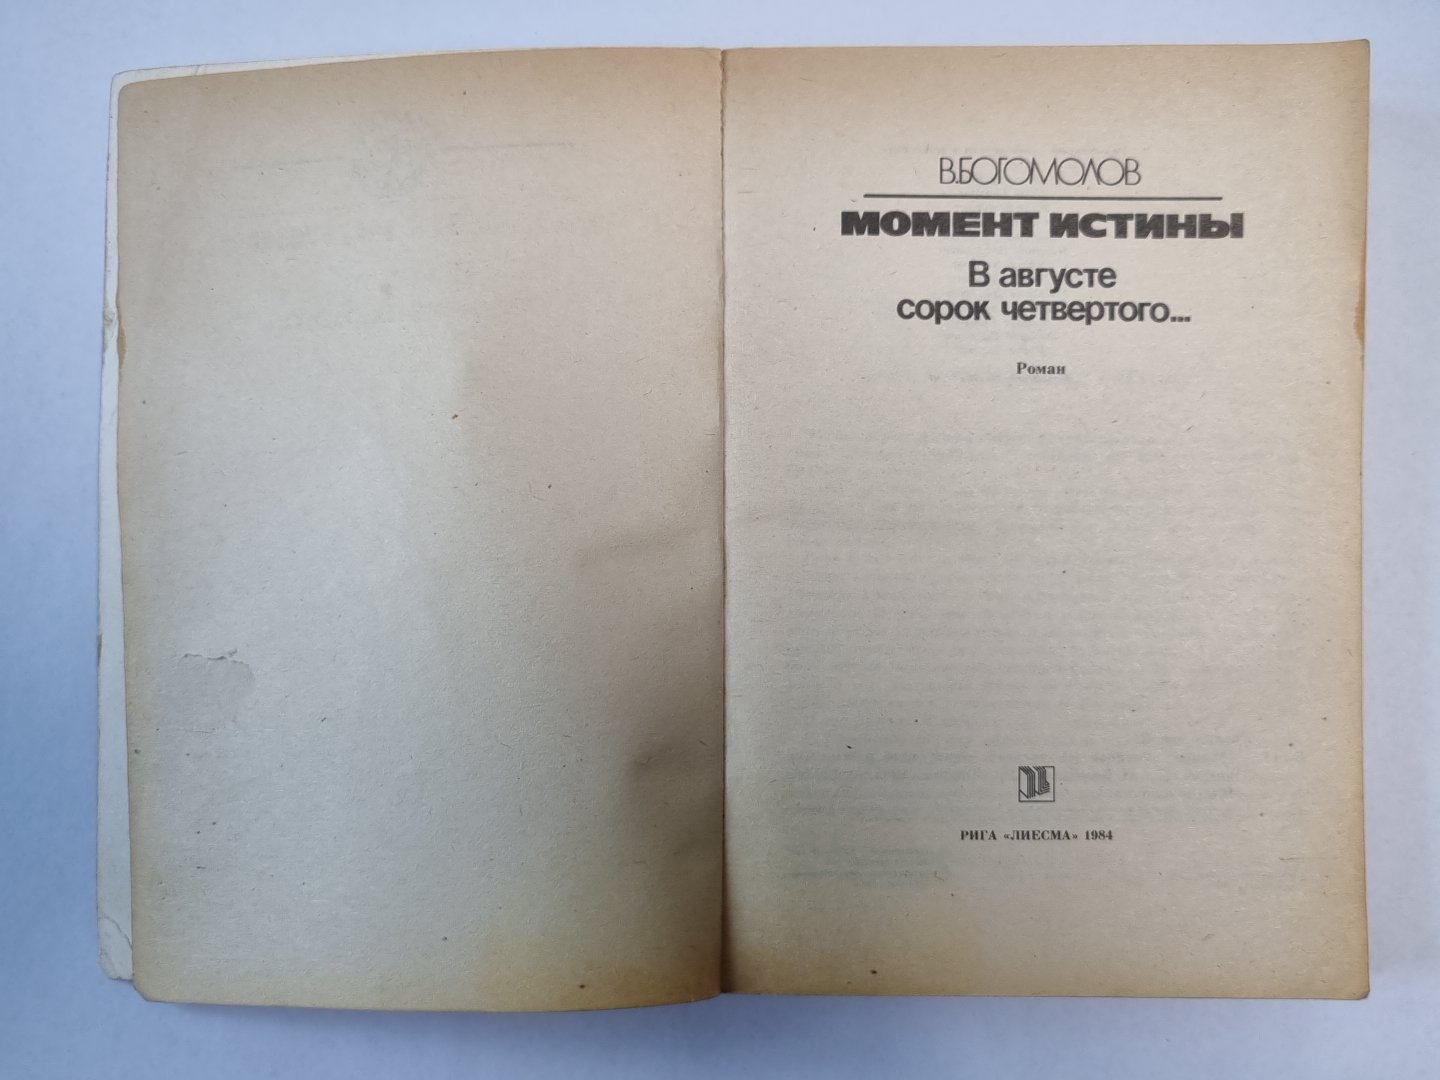 В.БОГОМОЛОВ
МОМЕНТ ИСТИНЫ
В августе
сорок четвертого...
Роман
РИГА «ЛИЕСМА» 1984